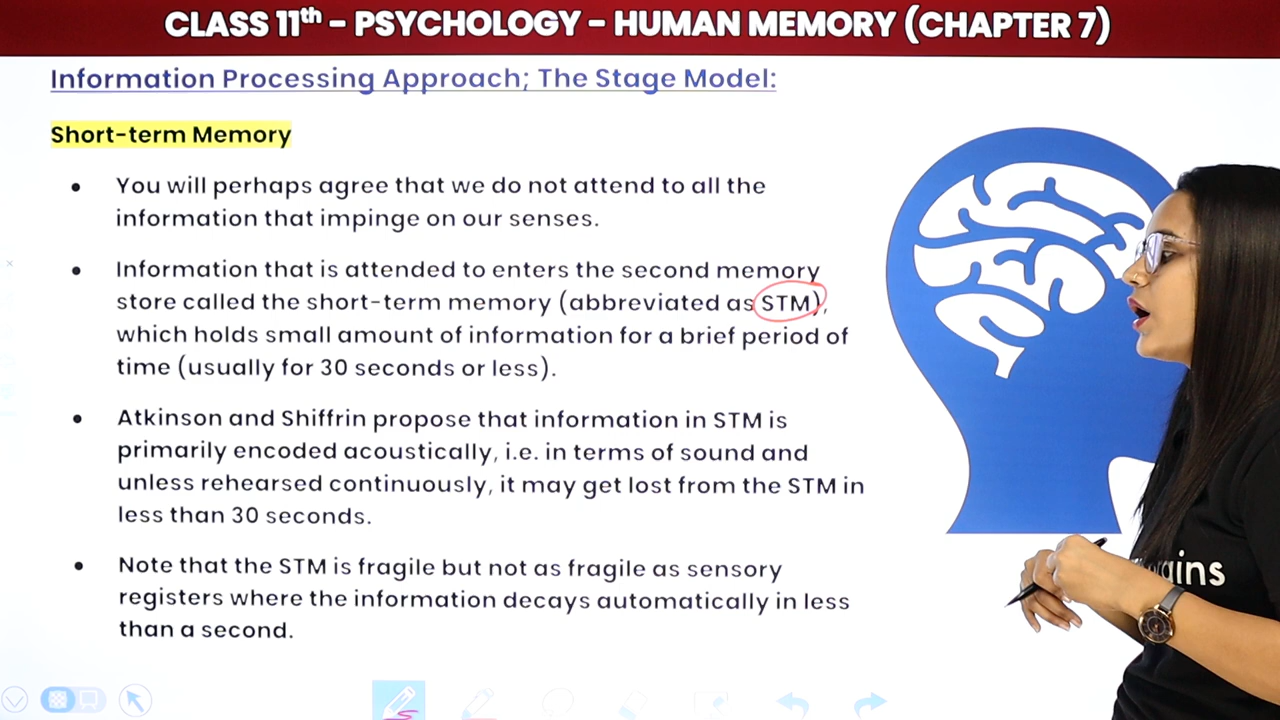 CLASS 11th - PSYCHOLOGY - HUMAN MEMORY (CHAPTER 7)
Information Processing Approach; The Stage Model:
Short-term Memory
• You will perhaps agree that we do not attend to all the
information that impinge on our senses.
• Information that is attended to enters the second memory
store called the short-term memory (abbreviated as STM),
which holds small amount of information for a brief period of
time (usually for 30 seconds or less).
• Atkinson and Shiffrin propose that information in STM is
primarily encoded acoustically, i.e. in terms of sound and
unless rehearsed continuously, it may get lost from the STM in
less than 30 seconds.
• Note that the STM is fragile but not as fragile as sensory
registers where the information decays automatically in less
than a second.